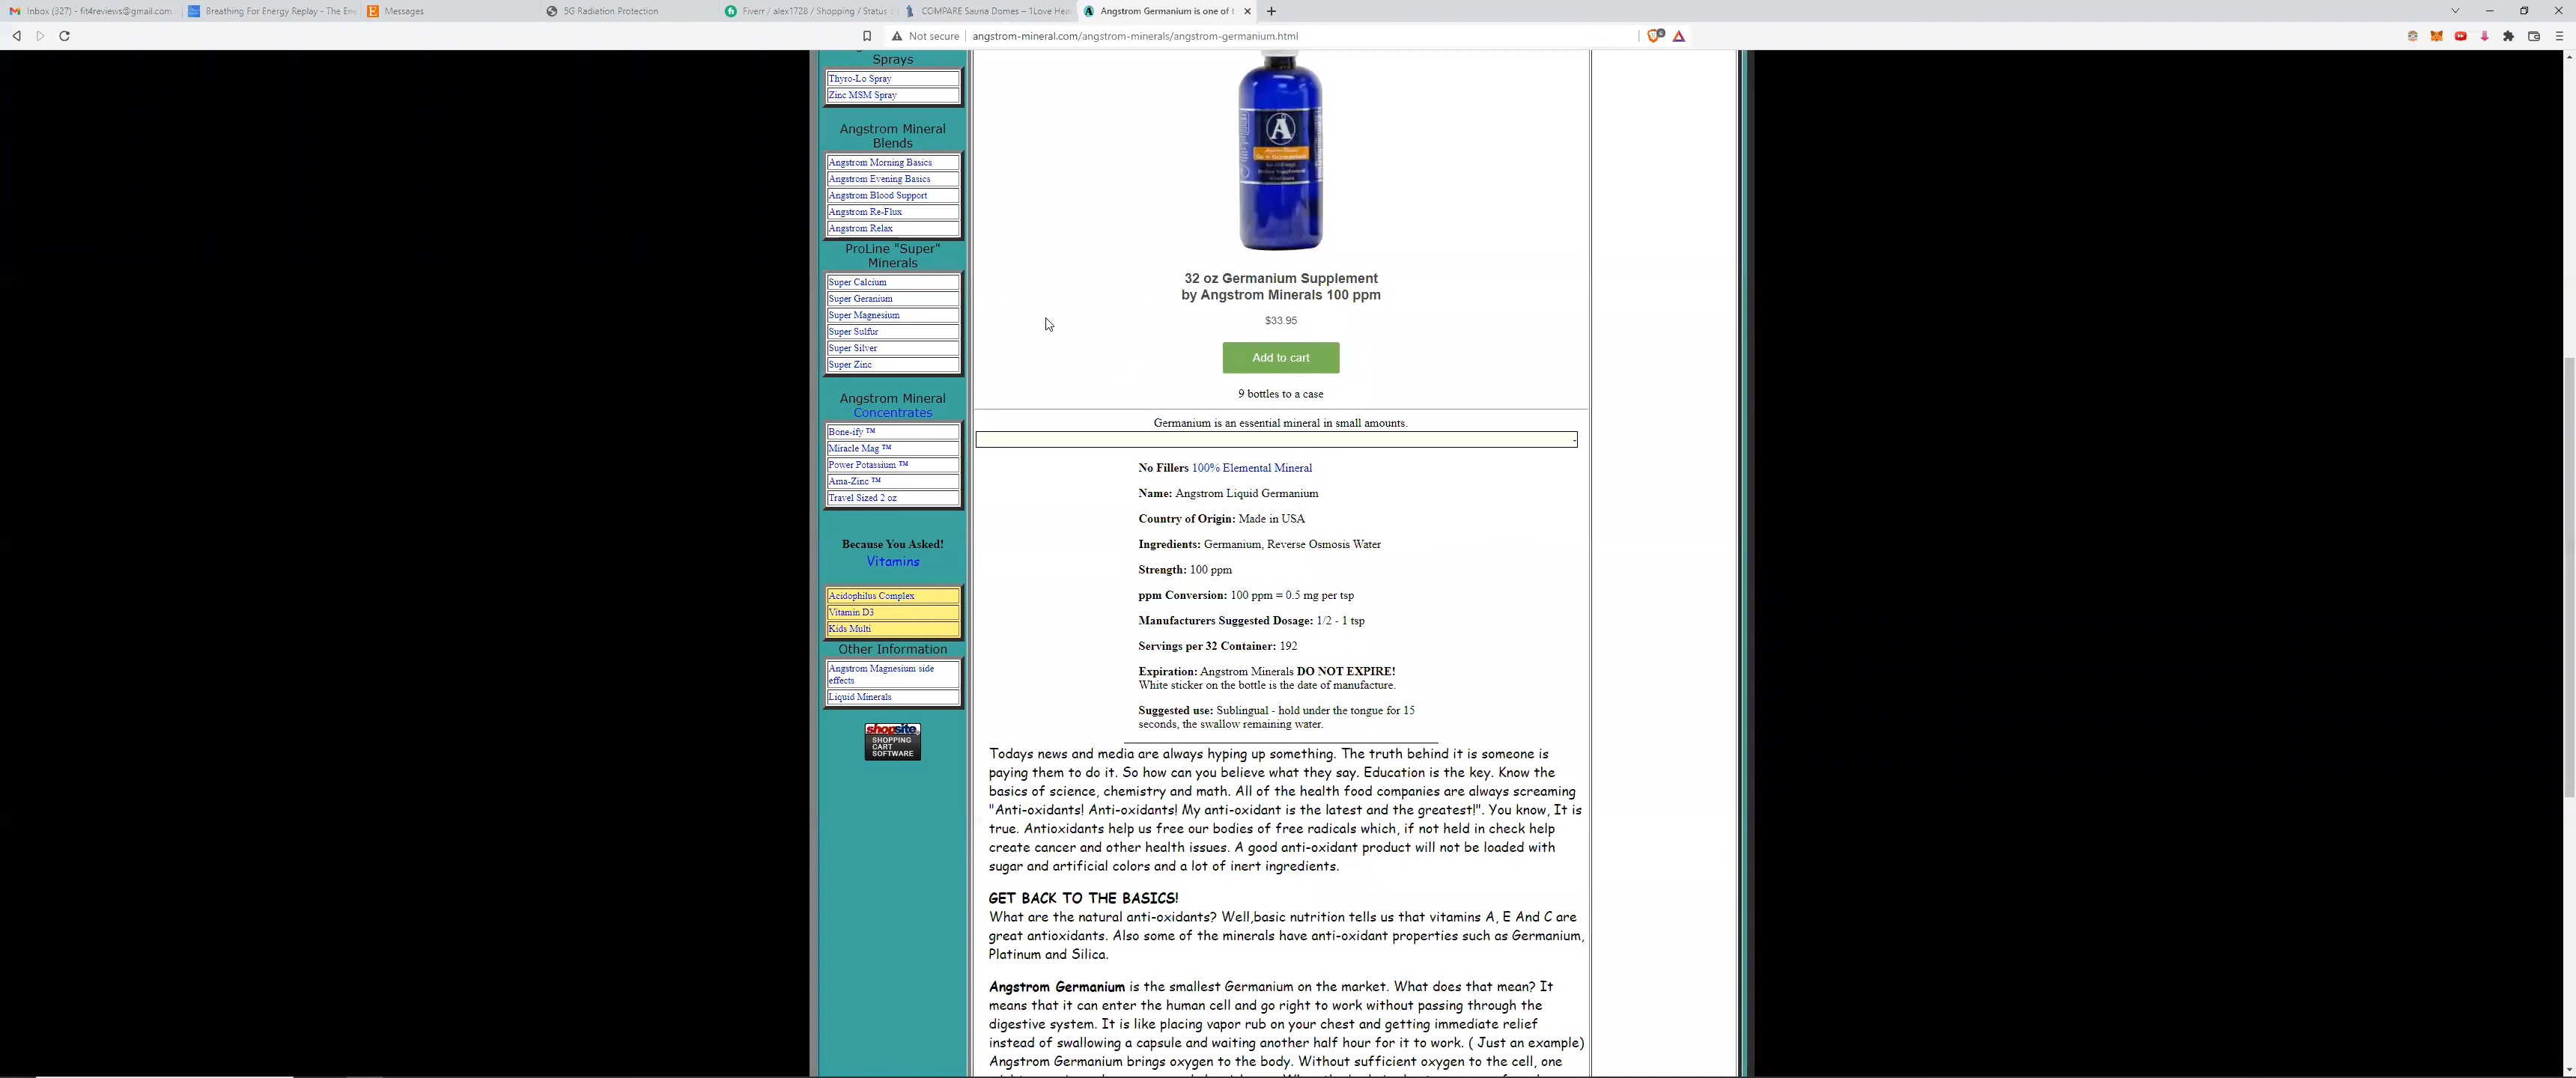 Inbox (327) - fit4reviews@gmail.com
Breathing For Energy Replay - The Ene
Messages
5G Radiation Protection
Fiverr / alex1728 / Shopping / Status
COMPARE Sauna Domes – 1Love Hea
Angstrom Germanium is one of t
Not secure
angstrom-mineral.com/angstrom-minerals/angstrom-germanium.html
Sprays
Thyro-Lo Spray
Zinc MSM Spray
Angstrom Mineral
Blends
Angstrom Morning Basics
Angstrom Evening Basics
Angstrom Blood Support
Angstrom Re-Flux
Angstrom Relax
ProLine "Super"
Minerals
Super Calcium
Super Geranium
Super Magnesium
Super Sulfur
Super Silver
Super Zinc
Angstrom Mineral
Concentrates
Bone-ify ™
Miracle Mag ™
Power Potassium ™
Ama-Zinc ™
Travel Sized 2 oz
Because You Asked!
Vitamins
Acidophilus Complex
Vitamin D3
Kids Multi
Other Information
Angstrom Magnesium side
effects
Liquid Minerals
shopsite
SHOPPING
CART
SOFTWARE
A
32 oz Germanium Supplement
by Angstrom Minerals 100 ppm
$33.95
Add to cart
9 bottles to a case
Germanium is an essential mineral in small amounts.
-
No Fillers 100% Elemental Mineral
Name: Angstrom Liquid Germanium
Country of Origin: Made in USA
Ingredients: Germanium, Reverse Osmosis Water
Strength: 100 ppm
ppm Conversion: 100 ppm = 0.5 mg per tsp
Manufacturers Suggested Dosage: 1/2 - 1 tsp
Servings per 32 Container: 192
Expiration: Angstrom Minerals DO NOT EXPIRE!
White sticker on the bottle is the date of manufacture.
Suggested use: Sublingual - hold under the tongue for 15
seconds, the swallow remaining water.
Todays news and media are always hyping up something. The truth behind it is someone is
paying them to do it. So how can you believe what they say. Education is the key. Know the
basics of science, chemistry and math. All of the health food companies are always screaming
"Anti-oxidants! Anti-oxidants! My anti-oxidant is the latest and the greatest!". You know, It is
true. Antioxidants help us free our bodies of free radicals which, if not held in check help
create cancer and other health issues. A good anti-oxidant product will not be loaded with
sugar and artificial colors and a lot of inert ingredients.
GET BACK TO THE BASICS!
What are the natural anti-oxidants? Well,basic nutrition tells us that vitamins A, E And C are
great antioxidants. Also some of the minerals have anti-oxidant properties such as Germanium,
Platinum and Silica.
Angstrom Germanium is the smallest Germanium on the market. What does that mean? It
means that it can enter the human cell and go right to work without passing through the
digestive system. It is like placing vapor rub on your chest and getting immediate relief
instead of swallowing a capsule and waiting another half hour for it to work. ( Just an example)
Angstrom Germanium brings oxygen to the body. Without sufficient oxygen to the cell, one